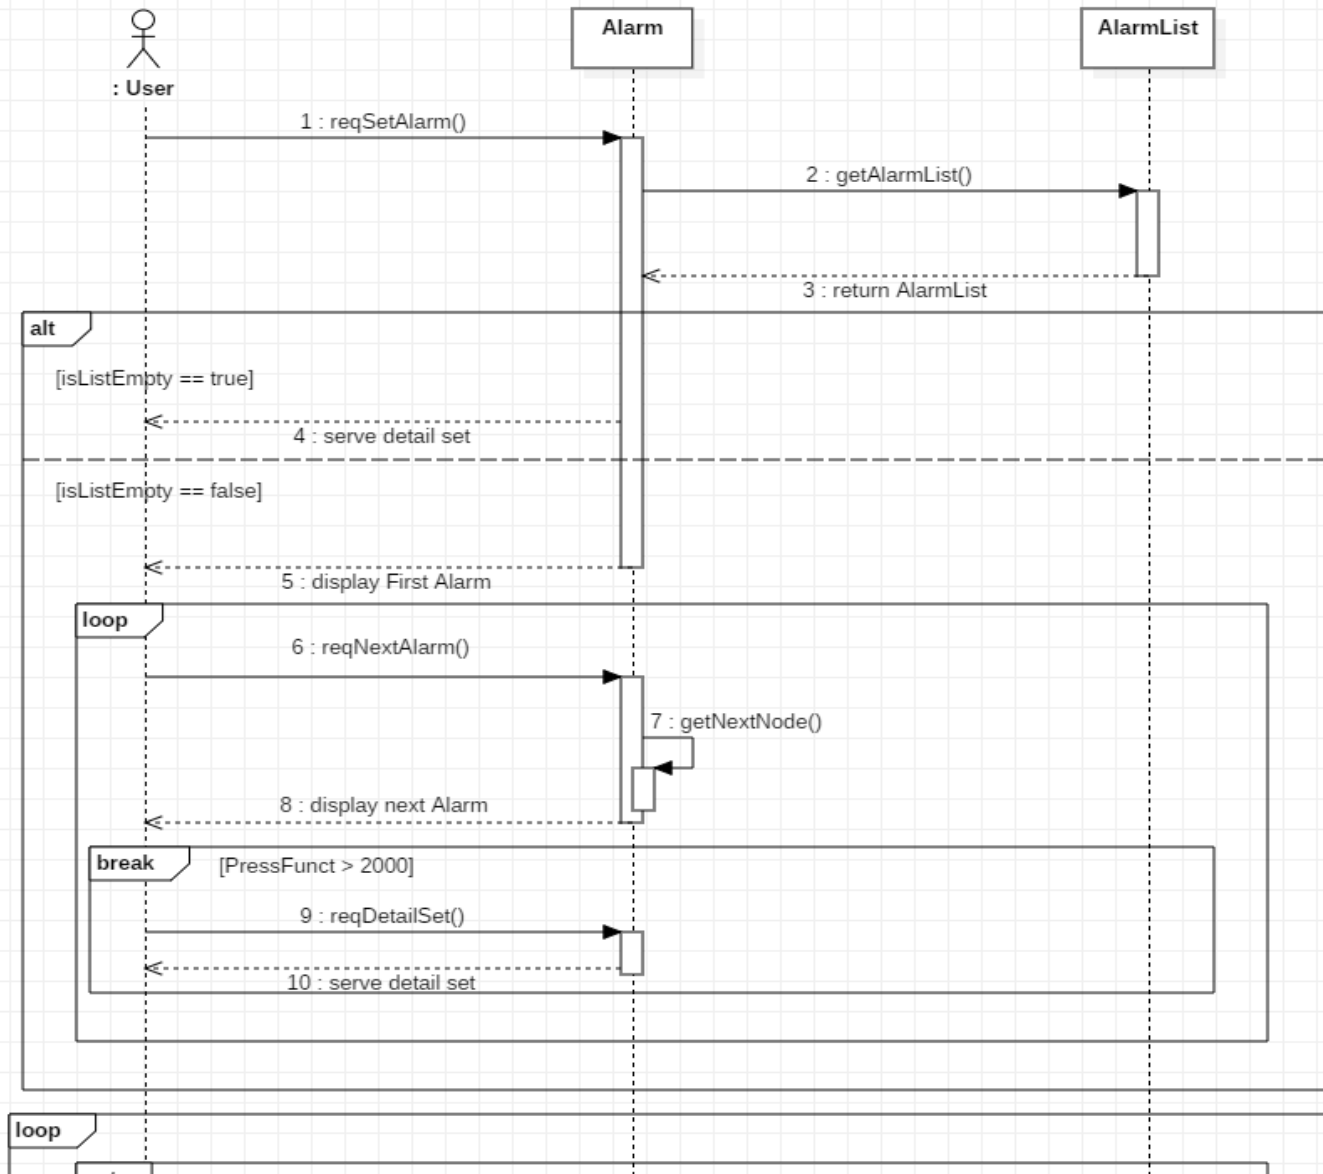 Alarm
AlarmList
: User
1 : reqSetAlarm()
2 : getAlarmList()
3 : return AlarmList
alt
[isListEmpty == true]
4 : serve detail set
[isListEmpty == false]
5 : display First Alarm
loop
6 : reqNextAlarm()
7 : getNextNode()
8 : display next Alarm
break
[PressFunct > 2000]
9 : reqDetailSet()
10 : serve detail set
loop